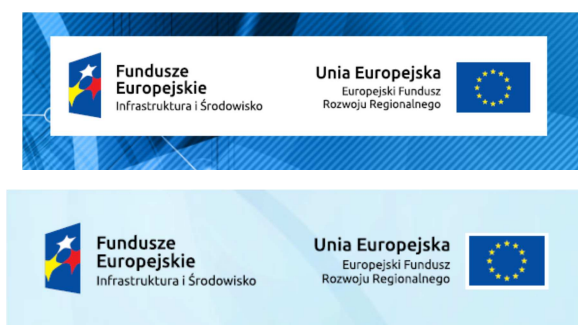 Fundusze
Europejskie
Infrastruktura i Środowisko
Unia Europejska
Europejski Fundusz
Rozwoju Regionalnego
Fundusze
Europejskie
Infrastruktura i Środowisko
Unia Europejska
Europejski Fundusz
Rozwoju Regionalnego